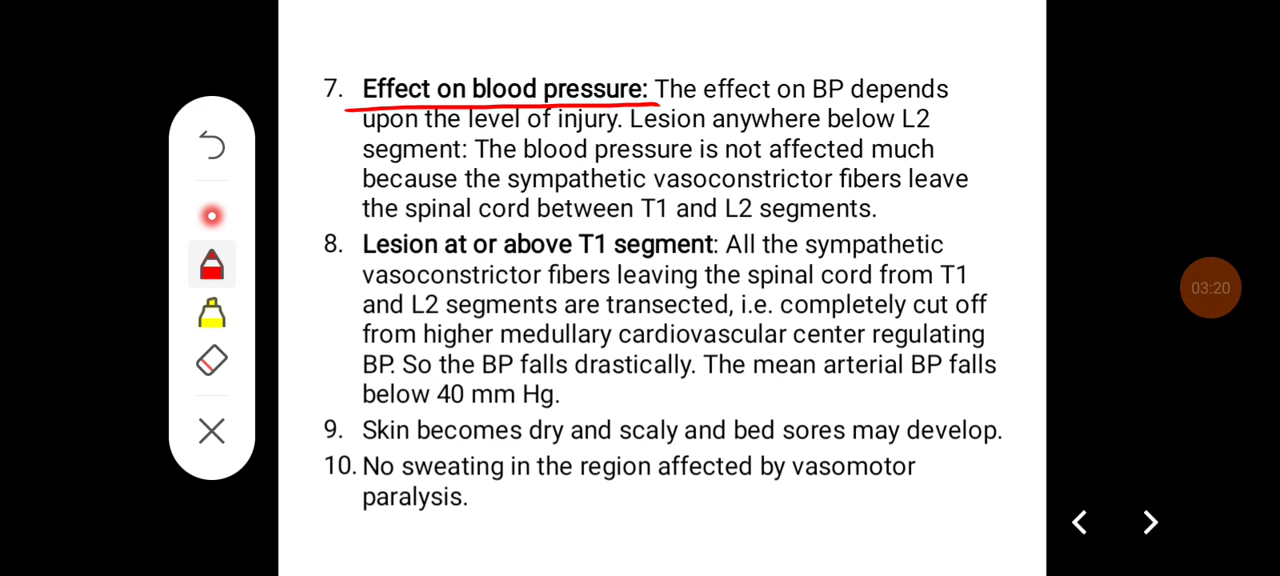 7. Effect on blood pressure: The effect on BP depends
upon the level of injury. Lesion anywhere below L2
segment: The blood pressure is not affected much
because the sympathetic vasoconstrictor fibers leave
the spinal cord between T1 and L2 segments.
8. Lesion at or above T1 segment: All the sympathetic
vasoconstrictor fibers leaving the spinal cord from T1
and L2 segments are transected, i.e. completely cut off
from higher medullary cardiovascular center regulating
BP. So the BP falls drastically. The mean arterial BP falls
below 40 mm Hg.
9. Skin becomes dry and scaly and bed sores may develop.
10. No sweating in the region affected by vasomotor
paralysis.
03:20